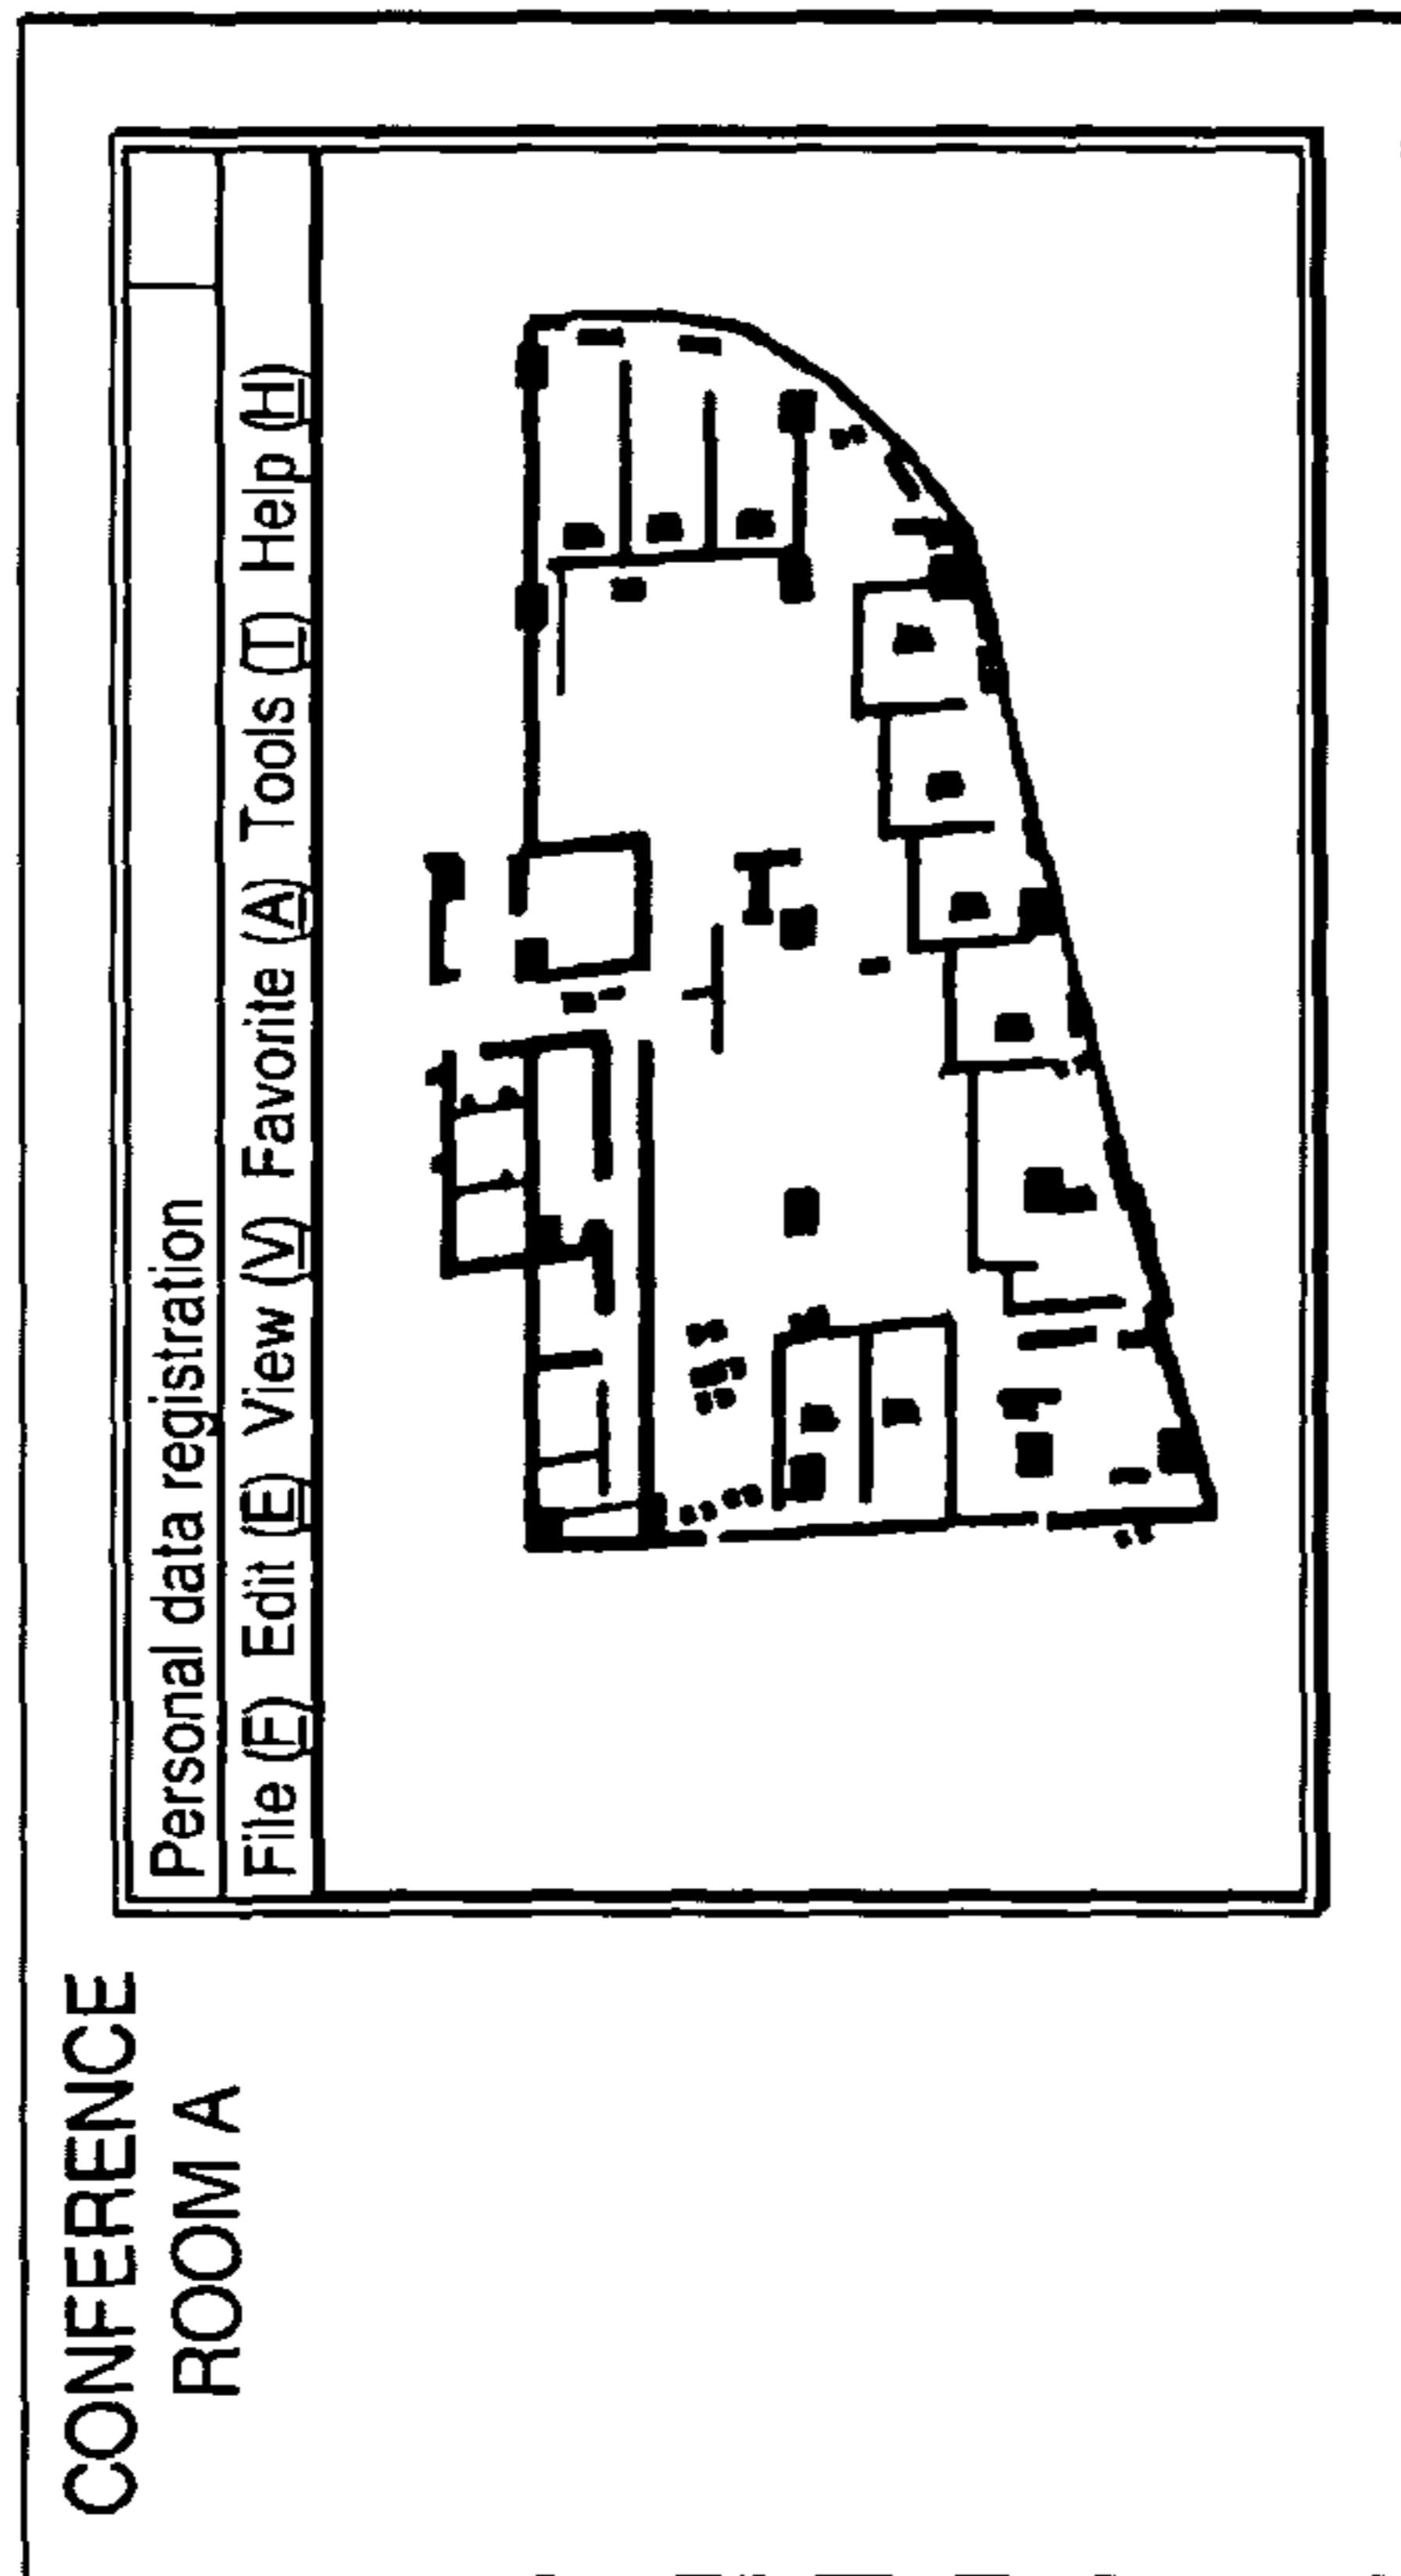 CONFERENCE
ROOM A
Personal data registration
File (F) Edit (E) View (V) Favorite (A) Tools (T) Help (H)